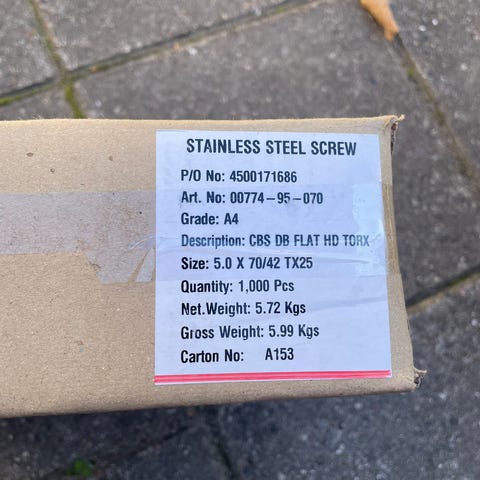 STAINLESS STEEL SCREW
P/O No: 4500171686
Art. No: 00774-95-070
Grade: A4
Description: CBS DB FLAT HD TORX
Size: 5.0 X 70/42 TX25
Quantity: 1,000 Pcs
Net.Weight: 5.72 Kgs
Gross Weight: 5.99 Kgs
Carton No: A153